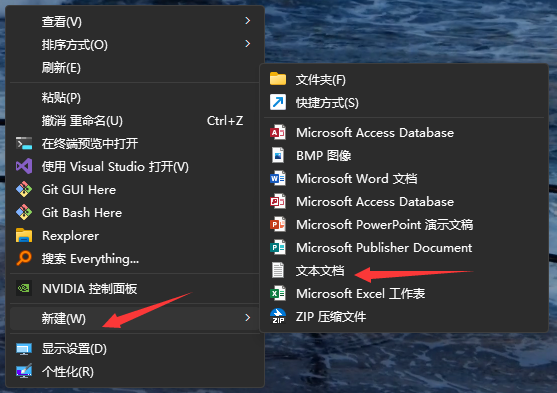 查看(V)
排序方式(O)
刷新(E)
粘贴(P)
撤消 重命名(U) Ctrl+Z
在终端预览中打开
使用 Visual Studio 打开(V)
Git GUI Here
Git Bash Here
Rexplorer
搜索 Everything...
NVIDIA 控制面板
新建(W)
显示设置(D)
个性化(R)
文件夹(F)
快捷方式(S)
Microsoft Access Database
BMP 图像
Microsoft Word 文档
Microsoft Access Database
Microsoft PowerPoint 演示文稿
Microsoft Publisher Document
文本文档
Microsoft Excel 工作表
ZIP 压缩文件